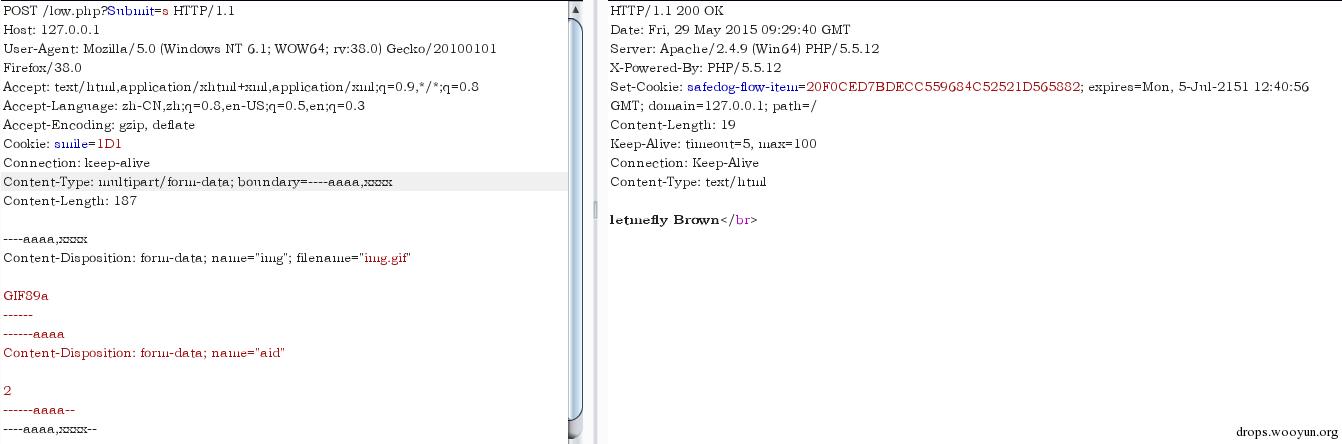 POST /low.php?Submit=s HTTP/1.1
Host: 127.0.0.1
User-Agent: Mozilla/5.0 (Windows NT 6.1; WOW64; rv:38.0) Gecko/20100101
Firefox/38.0
Accept: text/html,application/xhtml+xml,application/xml;q=0.9,*/*;q=0.8
Accept-Language: zh-CN,zh;q=0.8,en-US;q=0.5,en;q=0.3
Accept-Encoding: gzip, deflate
Cookie: smile=1D1
Connection: keep-alive
Content-Type: multipart/form-data; boundary=----aaaa,xxxx
Content-Length: 187

----aaaa,xxxx
Content-Disposition: form-data; name="img"; filename="img.gif"

GIF89a
------
------aaaa
Content-Disposition: form-data; name="aid"

2
------aaaa--
----aaaa,xxxx--
HTTP/1.1 200 OK
Date: Fri, 29 May 2015 09:29:40 GMT
Server: Apache/2.4.9 (Win64) PHP/5.5.12
X-Powered-By: PHP/5.5.12
Set-Cookie: safedog-flow-item=20F0CED7BDECC559684C52521D565882; expires=Mon, 5-Jul-2151 12:40:56
GMT; domain=127.0.0.1; path=/
Content-Length: 19
Keep-Alive: timeout=5, max=100
Connection: Keep-Alive
Content-Type: text/html

letmefly Brown</br>
drops.wooyun.org